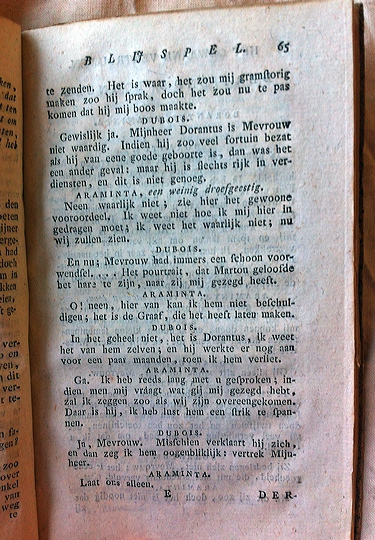 BLIJSPEL. 65
te zenden. Het is waar, het zou mij gramſtorig
maken zoo hij ſprak, doch het zou nu te pas
komen dat hij mij boos maakte.
DUBOIS.
Gewislijk ja. Mijnheer Dorantus is Mevrouw
niet waardig. Indien hij zoo veel fortuin bezat
als hij van eene goede geboorte is, dan was het
een ander geval: maar hij is ſlechts rijk in ver-
dienſten, en dit is niet genoeg.
ARAMINTA, een weinig droefgeestig.
Neen waarlijk niet; zie hier het gewoone
vooroordeel. Ik weet niet hoe ik mij hier in
gedragen moet; ik weet het waarlijk niet; nu
wij zullen zien.
DUBOIS.
En nu; Mevrouw had immers een ſchoon voor-
wendſel. . . . Het pourtrait, dat Marton geloofde
het hare te zijn, naar zij mij gezegd heeft.
ARAMINTA.
O! neen, hier van kan ik hem niet beſchul-
digen; het is de Graaf, die het heeft laten maken.
DUBOIS.
In het geheel niet, het is Dorantus, ik weet
het van hem zelven; en hij werkte er nog aan
voor een paar maanden, toen ik hem verliet.
ARAMINTA.
Ga. Ik heb reeds lang met u geſproken; in-
dien men mij vraagt wat gij mij gezegd hebt,
zal ik zeggen zoo als wij zijn overeengekomen.
Daar is hij, ik heb lust hem een ſtrik te ſpan-
nen.
DUBOIS.
Ja, Mevrouw. Misſchien verklaart hij zich,
en dan zeg ik hem oogenbliklijk: vertrek Mijn-
heer.
ARAMINTA.
Laat ons alleen.
E DER-